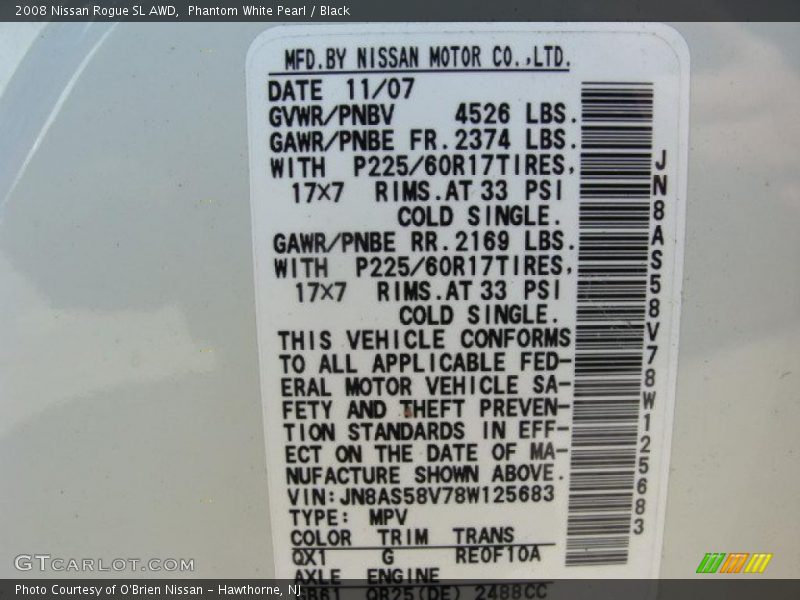 2008 Nissan Rogue SL AWD,  Phantom White Pearl / Black
MFD.BY NISSAN MOTOR CO.,LTD.
DATE 11/07
GVWR/PNBV 4526 LBS.
GAWR/PNBE FR.2374 LBS.
WITH P225/60R17TIRES,
17X7 RIMS.AT 33 PSI
COLD SINGLE.
GAWR/PNBE RR.2169 LBS.
WITH P225/60R17TIRES,
17X7 RIMS.AT 33 PSI
COLD SINGLE.
THIS VEHICLE CONFORMS
TO ALL APPLICABLE FED-
ERAL MOTOR VEHICLE SA-
FETY AND THEFT PREVEN-
TION STANDARDS IN EFF-
ECT ON THE DATE OF MA-
NUFACTURE SHOWN ABOVE.
VIN:JN8AS58V78W125683
TYPE: MPV
COLOR TRIM TRANS
QX1 G RE0F10A
AXLE ENGINE
QR25(DE) 2488CC
JN8AS58V78W125683
GTCARLOT.COM
Photo Courtesy of O'Brien Nissan - Hawthorne, NJ